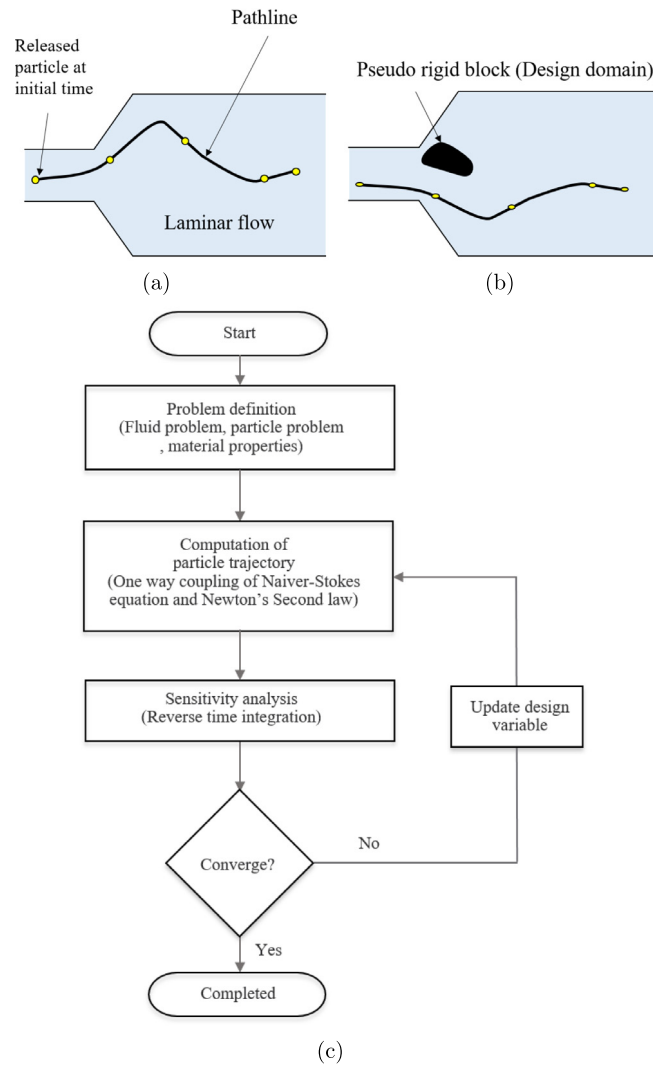 Pathline
Released
particle at
initial time
Laminar flow
(a)
Pseudo rigid block (Design domain)
(b)
Start
Problem definition
(Fluid problem, particle problem
, material properties)
Computation of
particle trajectory
(One way coupling of Naiver-Stokes
equation and Newton's Second law)
Sensitivity analysis
(Reverse time integration)
Update design
variable
Converge?
No
Yes
Completed
(c)